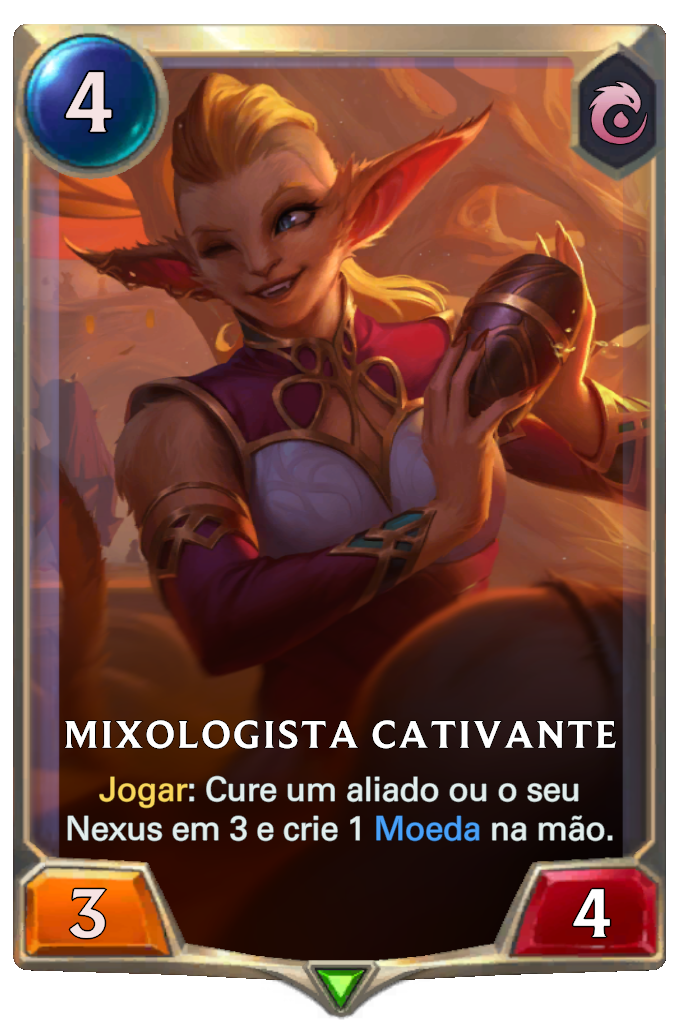 4
MIXOLOGISTA CATIVANTE
Jogar: Cure um aliado ou o seu
Nexus em 3 e crie 1 Moeda na mão.
3
4